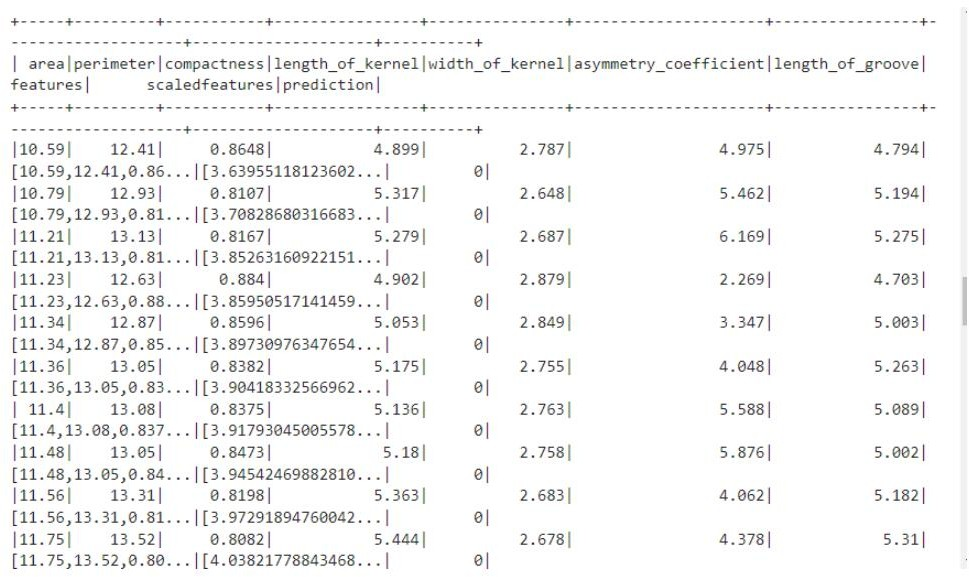 +-----+---------+-----------+----------------+---------------+---------------------+----------------+-
-------------------+--------------------+----------+
| area|perimeter|compactness|length_of_kernel|width_of_kernel|asymmetry_coefficient|length_of_groove|
features|      scaledfeatures|prediction|
+-----+---------+-----------+----------------+---------------+---------------------+----------------+-
-------------------+--------------------+----------+
|10.59|    12.41|     0.8648|           4.899|          2.787|                4.975|           4.794|
[10.59,12.41,0.86...|[3.63955118123602...|         0|
|10.79|    12.93|     0.8107|           5.317|          2.648|                5.462|           5.194|
[10.79,12.93,0.81...|[3.70828680316683...|         0|
|11.21|    13.13|     0.8167|           5.279|          2.687|                6.169|           5.275|
[11.21,13.13,0.81...|[3.85263160922151...|         0|
|11.23|    12.63|      0.884|           4.902|          2.879|                2.269|           4.703|
[11.23,12.63,0.88...|[3.85950517141459...|         0|
|11.34|    12.87|     0.8596|           5.053|          2.849|                3.347|           5.003|
[11.34,12.87,0.85...|[3.89730976347654...|         0|
|11.36|    13.05|     0.8382|           5.175|          2.755|                4.048|           5.263|
[11.36,13.05,0.83...|[3.90418332566962...|         0|
| 11.4|    13.08|     0.8375|           5.136|          2.763|                5.588|           5.089|
[11.4,13.08,0.837...|[3.91793045005578...|         0|
|11.48|    13.05|     0.8473|            5.18|          2.758|                5.876|           5.002|
[11.48,13.05,0.84...|[3.94542469882810...|         0|
|11.56|    13.31|     0.8198|           5.363|          2.683|                4.062|           5.182|
[11.56,13.31,0.81...|[3.97291894760042...|         0|
|11.75|    13.52|     0.8082|           5.444|          2.678|                4.378|            5.31|
[11.75,13.52,0.80...|[4.03821778843468...|         0|